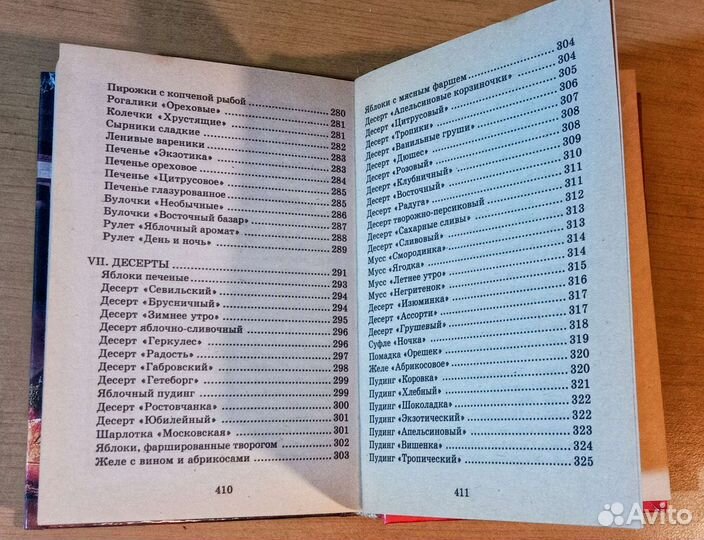 Пирожки с копченой рыбой 280
Рогалики «Ореховые» 281
Колечки «Хрустящие» 281
Сырники сладкие 282
Ленивые вареники 283
Печенье «Экзотика» 283
Печенье ореховое 284
Печенье «Цитрусовое» 285
Печенье глазурованное 285
Булочки «Необычные» 286
Булочки «Восточный базар» 287
Рулет «Яблочный аромат» 288
Рулет «День и ночь» 289
VII. ДЕСЕРТЫ 291
Яблоки печеные 293
Десерт «Севильский» 294
Десерт «Брусничный» 294
Десерт «Зимнее утро» 295
Десерт яблочно-сливочный 296
Десерт «Геркулес» 296
Десерт «Радость» 297
Десерт «Габровский» 298
Десерт «Гетеборг» 299
Яблочный пудинг 299
Десерт «Ростовчанка» 300
Десерт «Юбилейный» 301
Шарлотка «Московская» 301
Яблоки, фаршированные творогом 302
Желе с вином и абрикосами 303
410
Яблоки с мясным фаршем 304
Десерт «Апельсиновые корзиночки» 304
Десерт «Цитрусовый» 305
Десерт «Тропики» 306
Десерт «Ванильные груши» 307
Десерт «Дюшес» 308
Десерт «Розовый» 308
Десерт «Клубничный» 309
Десерт «Восточный» 310
Десерт «Радуга» 311
Десерт творожно-персиковый 311
Десерт «Сахарные сливы» 312
Десерт «Сливовый» 313
Мусс «Смородинка» 313
Мусс «Ягодка» 314
Мусс «Летнее утро» 314
Мусс «Негритенок» 315
Десерт «Изюминка» 316
Десерт «Ассорти» 317
Десерт «Грушевый» 317
Суфле «Ночка» 318
Помадка «Орешек» 319
Желе «Абрикосовое» 320
Пудинг «Коровка» 320
Пудинг «Хлебный» 321
Пудинг «Шоколадка» 322
Пудинг «Экзотический» 322
Пудинг «Апельсиновый» 323
Пудинг «Вишенка» 324
Пудинг «Тропический» 325
411
Avito